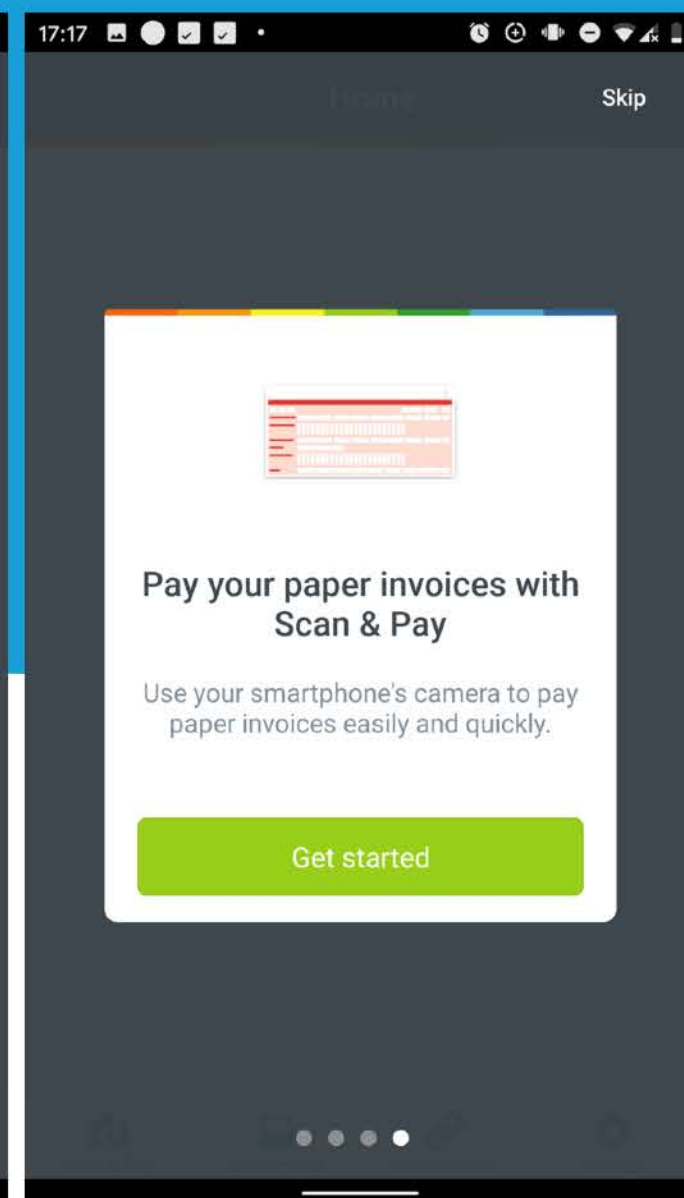 17:17
Home
Skip
Pay your paper invoices with
Scan & Pay
Use your smartphone's camera to pay
paper invoices easily and quickly.
Get started